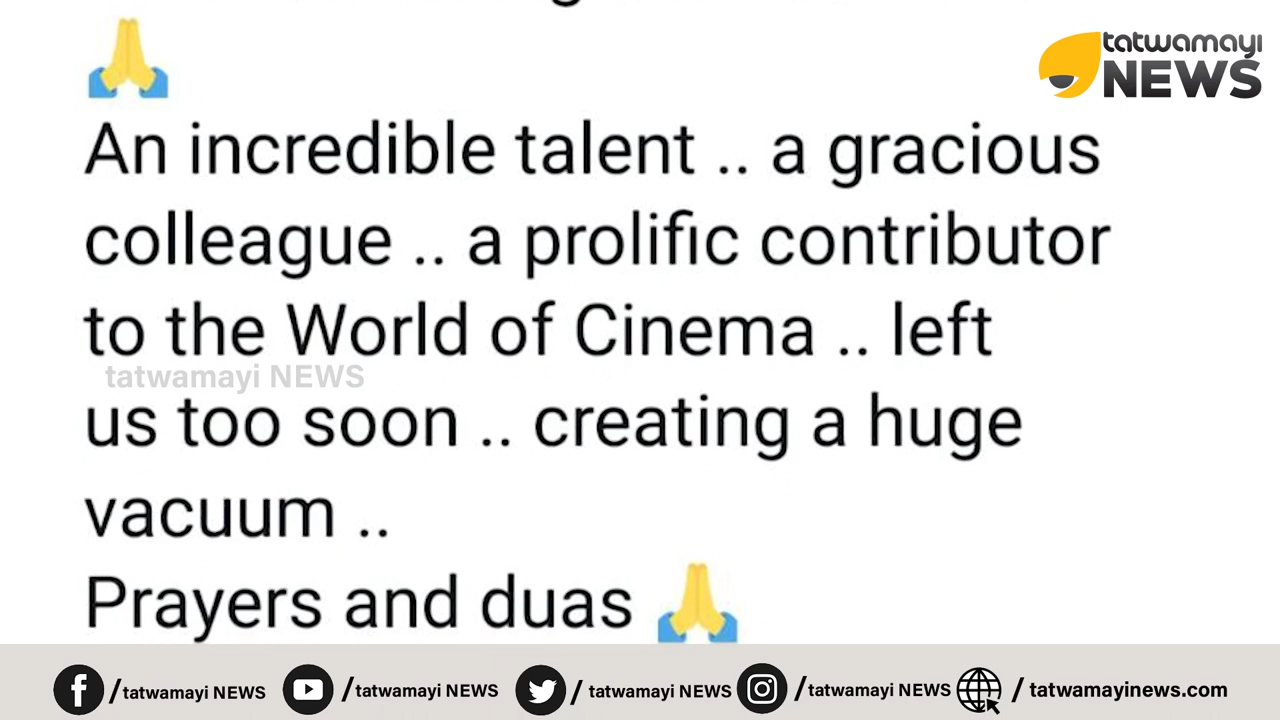 🙏
tatwamayi
NEWS
An incredible talent .. a gracious
colleague .. a prolific contributor
to the World of Cinema .. left
tatwamayi NEWS
us too soon .. creating a huge
vacuum ..
Prayers and duas 🙏
/tatwamayi NEWS /tatwamayi NEWS / tatwamayi NEWS /tatwamayi NEWS / tatwamayinews.com